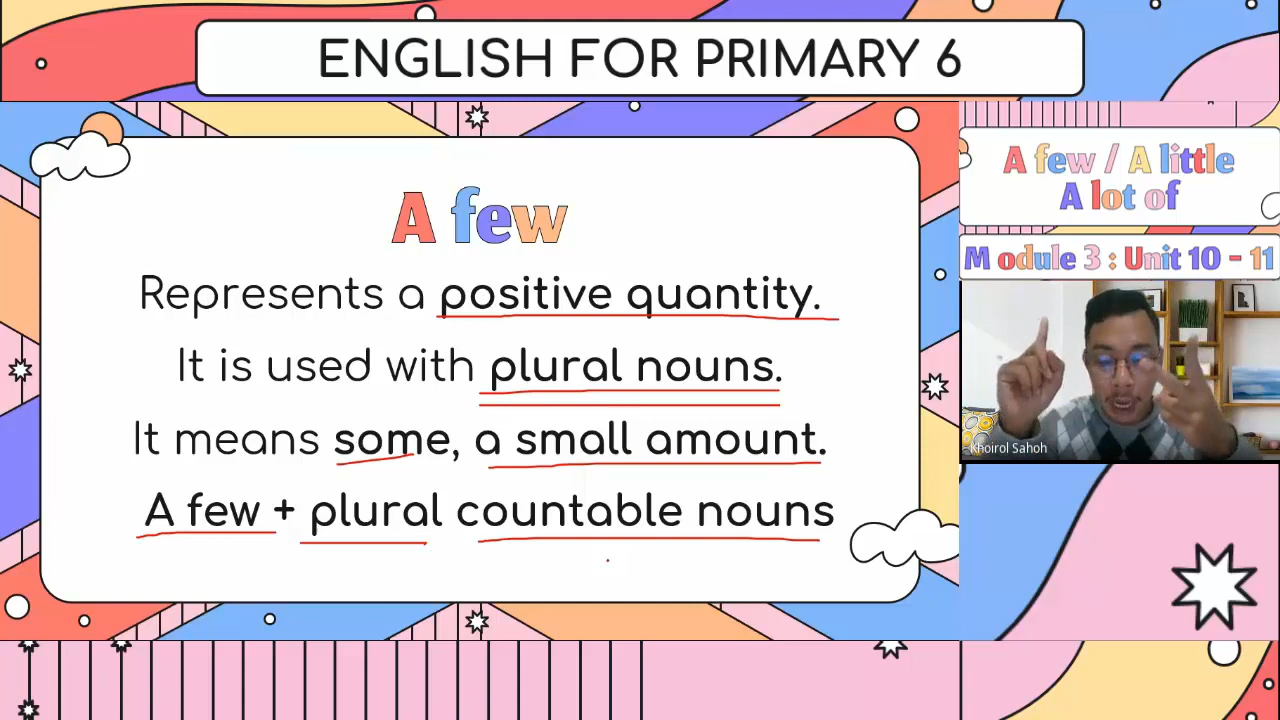 ENGLISH FOR PRIMARY 6
A few
Represents a positive quantity.
It is used with plural nouns.
It means some, a small amount.
A few + plural countable nouns
A few / A little
A lot of
M odule 3 : Unit 10 - 11
Khoirol Sahoh